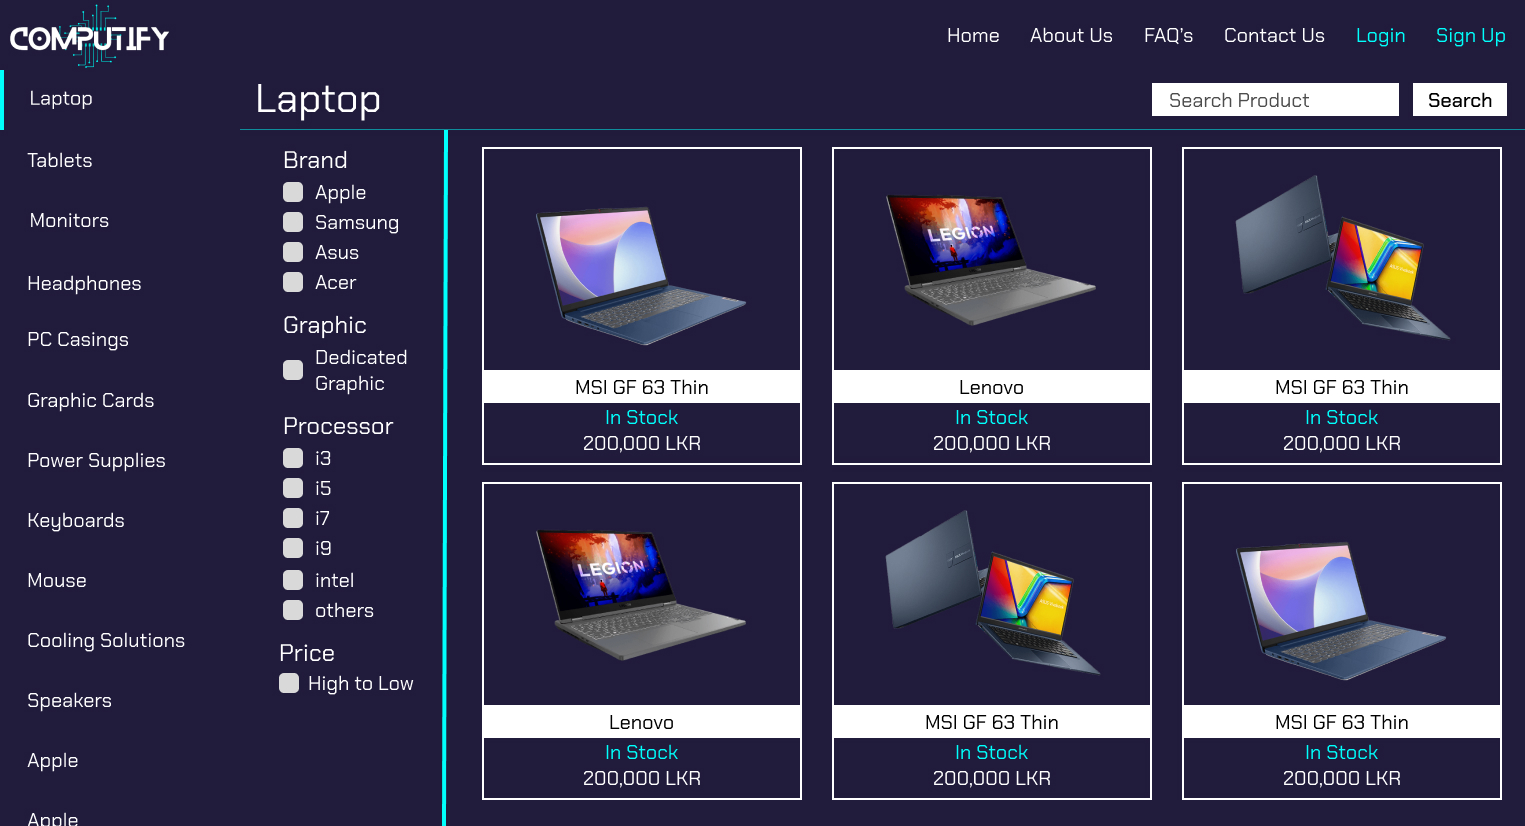 COMPUTIFY
Home
About Us
FAQ's
Contact Us
Login
Sign Up
Laptop
Tablets
Monitors
Headphones
PC Casings
Graphic Cards
Power Supplies
Keyboards
Mouse
Cooling Solutions
Speakers
Apple
Apple
Laptop
Search Product
Search
Brand
Apple
Samsung
Asus
Acer
Graphic
Dedicated
Graphic
Processor
i3
i5
i7
i9
intel
others
Price
High to Low
MSI GF 63 Thin
In Stock
200,000 LKR
LEGION
Lenovo
In Stock
200,000 LKR
MSI GF 63 Thin
In Stock
200,000 LKR
LEGION
Lenovo
In Stock
200,000 LKR
MSI GF 63 Thin
In Stock
200,000 LKR
MSI GF 63 Thin
In Stock
200,000 LKR